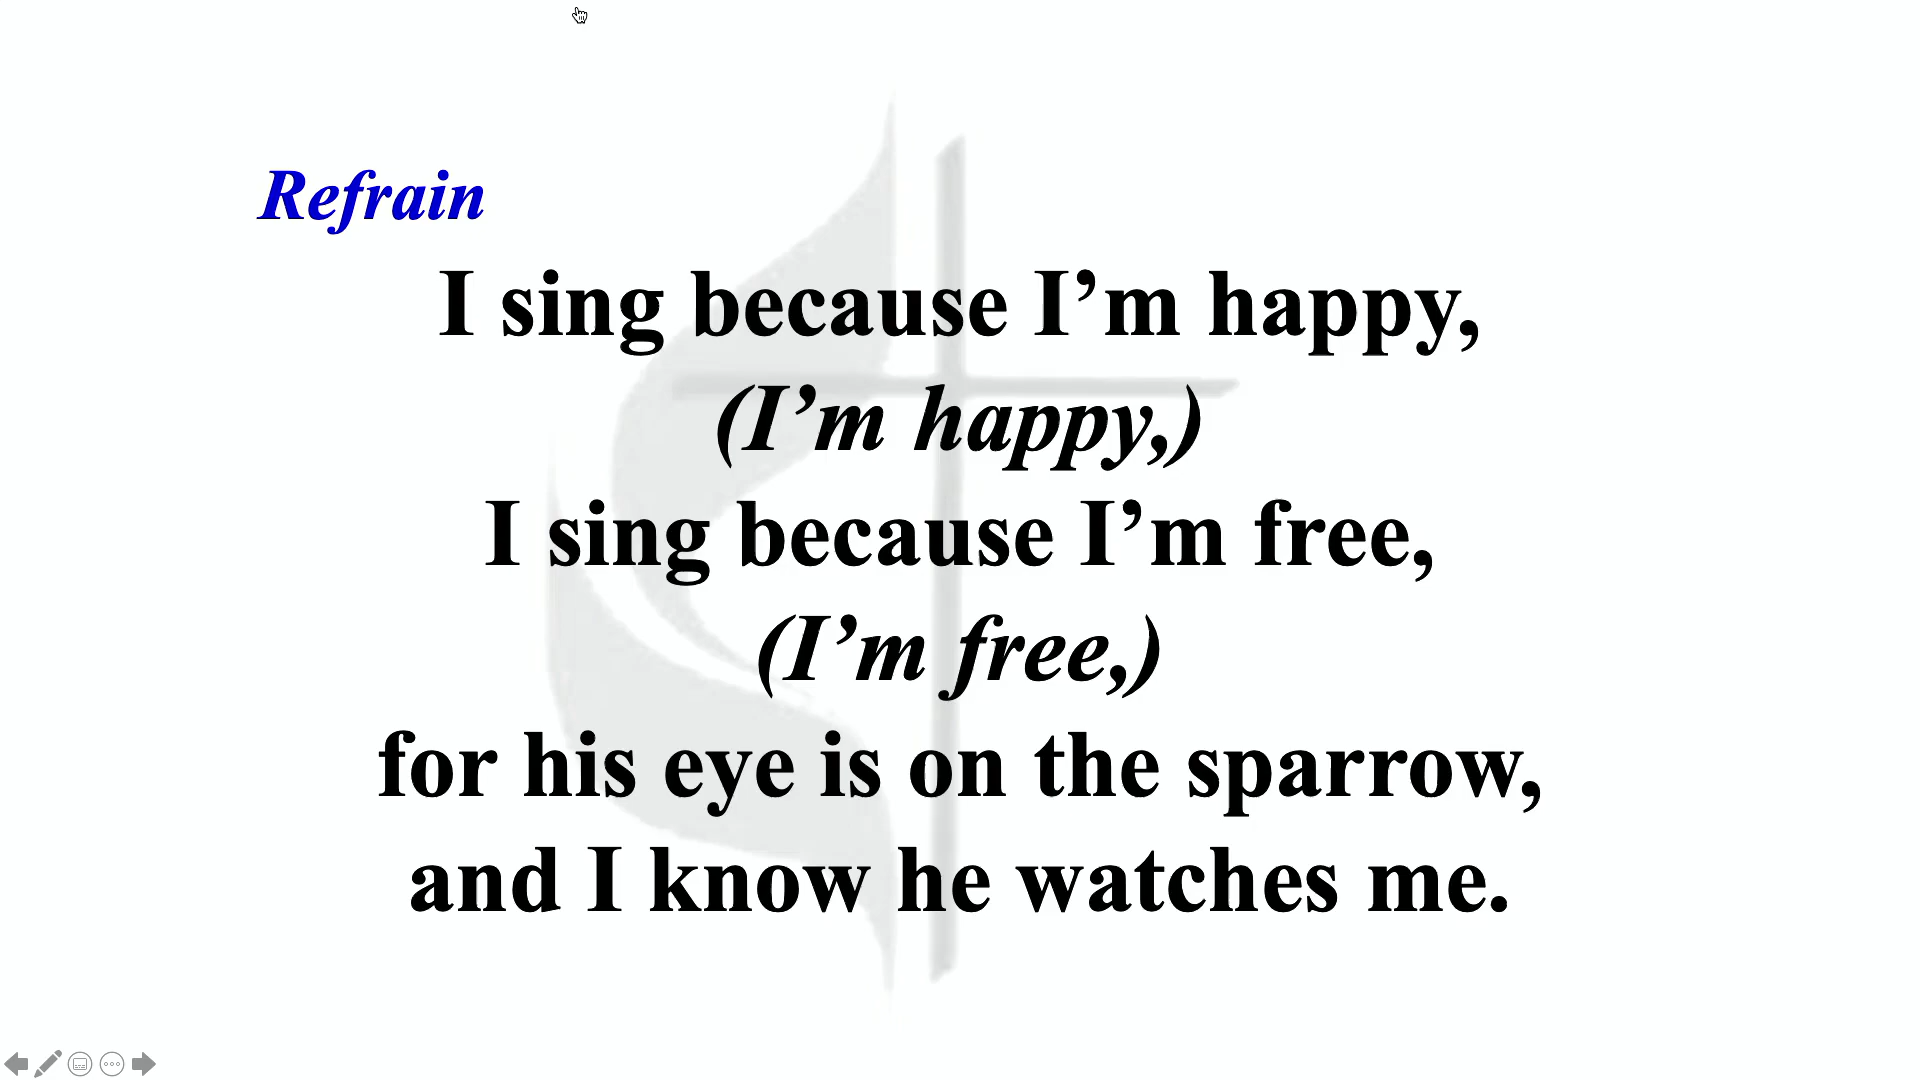 Refrain
I sing because I’m happy,
(I’m happy,)
I sing because I’m free,
(I’m free,)
for his eye is on the sparrow,
and I know he watches me.